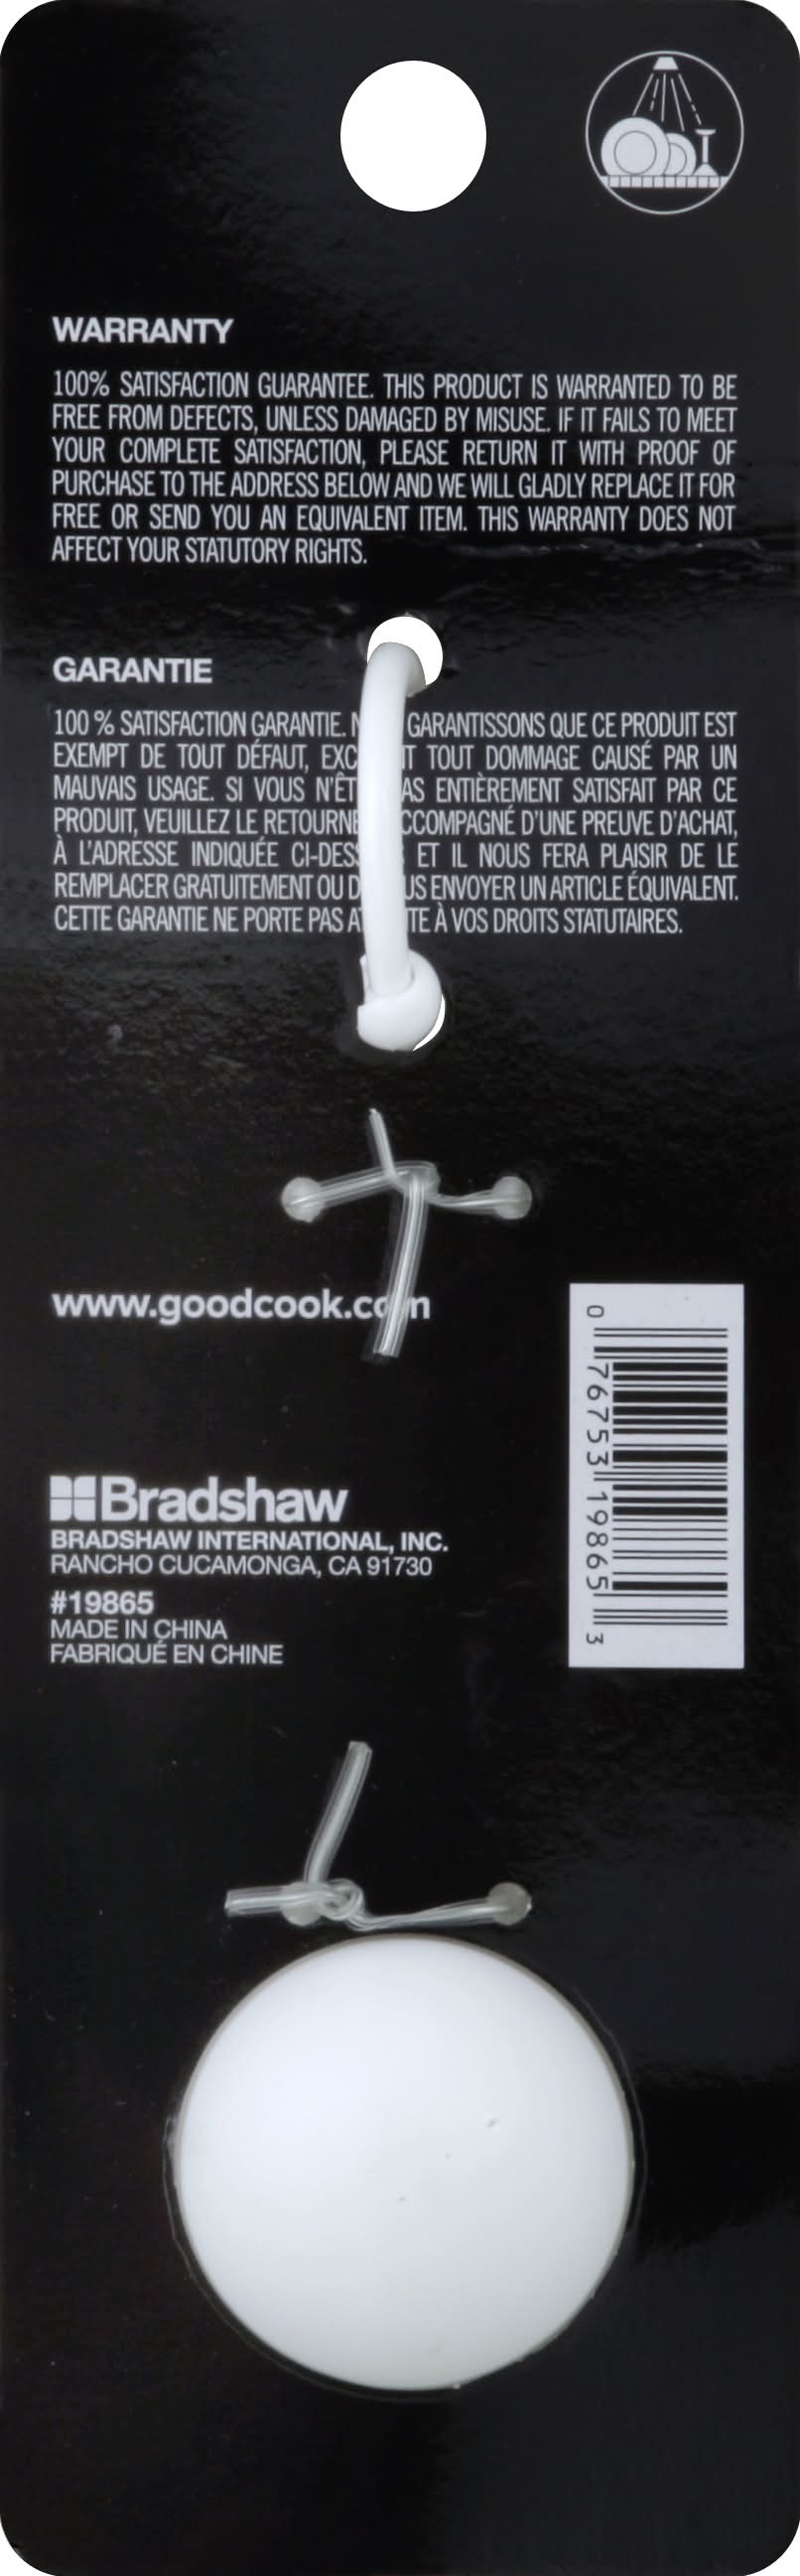 WARRANTY
100% SATISFACTION GUARANTEE. THIS PRODUCT IS WARRANTED TO BE
FREE FROM DEFECTS, UNLESS DAMAGED BY MISUSE. IF IT FAILS TO MEET
YOUR COMPLETE SATISFACTION, PLEASE RETURN IT WITH PROOF OF
PURCHASE TO THE ADDRESS BELOW AND WE WILL GLADLY REPLACE IT FOR
FREE OR SEND YOU AN EQUIVALENT ITEM. THIS WARRANTY DOES NOT
AFFECT YOUR STATUTORY RIGHTS.
GARANTIE
100 % SATISFACTION GARANTIE. GARANTISSONS QUE CE PRODUIT EST
EXEMPT DE TOUT DÉFAUT, TOUT DOMMAGE CAUSÉ PAR UN
MAUVAIS USAGE. SI VOUS ENTIÈREMENT SATISFAIT PAR CE
PRODUIT, VEUILLEZ LE D'UNE PREUVE D'ACHAT,
À L'ADRESSE INDIQUÉE ET IL NOUS FERA PLAISIR DE LE
REMPLACER GRATUITEMENT OU ENVOYER UN ARTICLE ÉQUIVALENT.
CETTE GARANTIE NE PORTE PAS À VOS DROITS STATUTAIRES.
www.goodcook.com
Bradshaw
BRADSHAW INTERNATIONAL, INC.
RANCHO CUCAMONGA, CA 91730
#19865
MADE IN CHINA
FABRIQUÉ EN CHINE
0 76753 19865 3